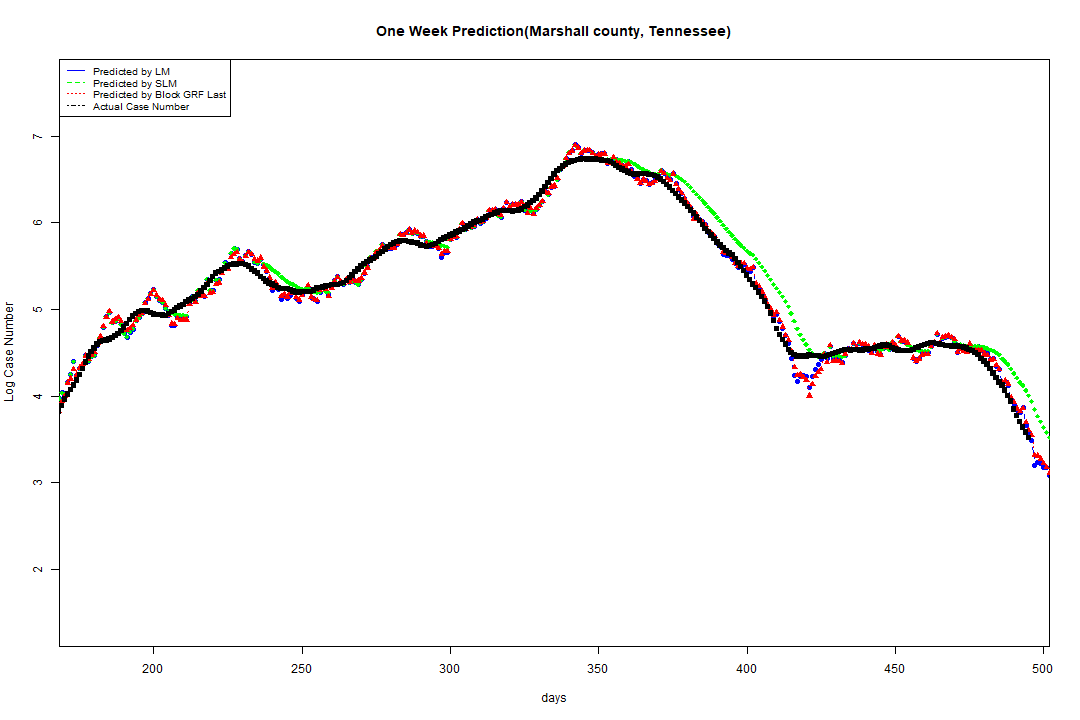 One Week Prediction(Marshall county, Tennessee)
Predicted by LM
Predicted by SLM
Predicted by Block GRF Last
Actual Case Number
7
6
5
4
3
2
Log Case Number
200 250 300 350 400 450 500
days